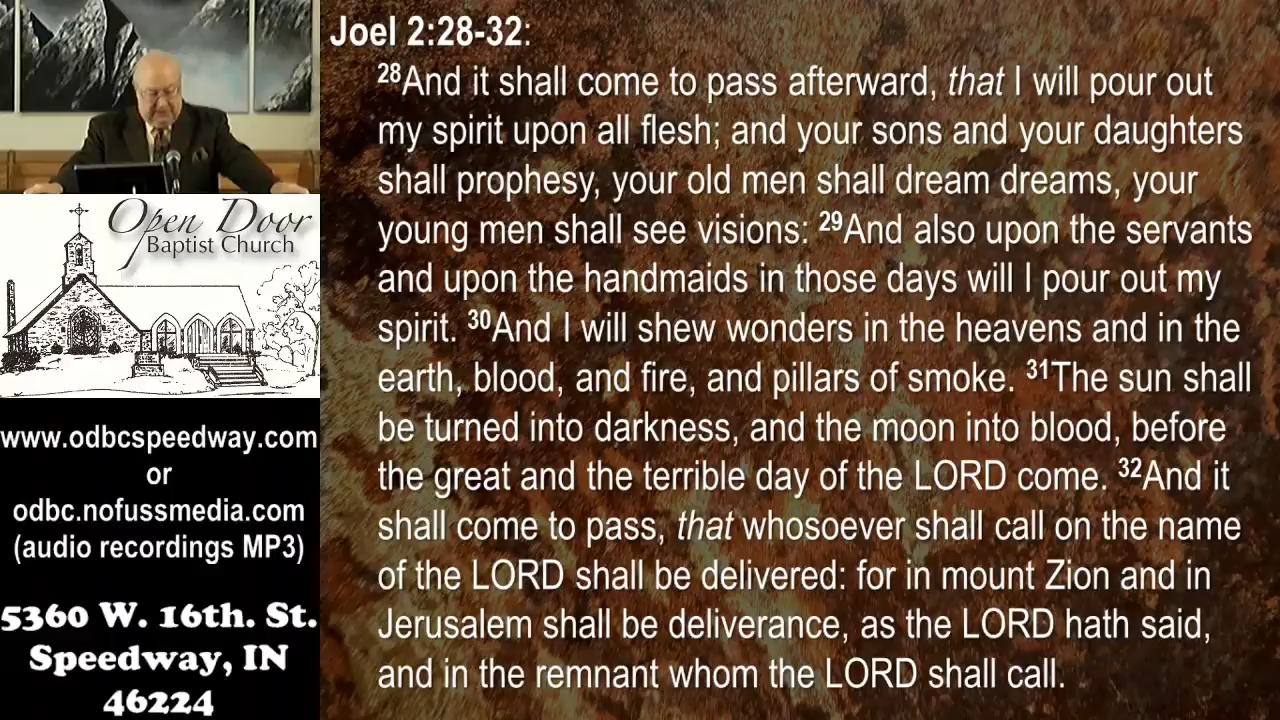 Joel 2:28-32:
28And it shall come to pass afterward, that I will pour out
my spirit upon all flesh; and your sons and your daughters
shall prophesy, your old men shall dream dreams, your
young men shall see visions: 29And also upon the servants
and upon the handmaids in those days will I pour out my
spirit. 30And I will shew wonders in the heavens and in the
earth, blood, and fire, and pillars of smoke. 31The sun shall
be turned into darkness, and the moon into blood, before
the great and the terrible day of the LORD come. 32And it
shall come to pass, that whosoever shall call on the name
of the LORD shall be delivered: for in mount Zion and in
Jerusalem shall be deliverance, as the LORD hath said,
and in the remnant whom the LORD shall call.
Open Door
Baptist Church
www.odbcspeedway.com
or
odbc.nofussmedia.com
(audio recordings MP3)
5360 W. 16th. St.
Speedway, IN
46224